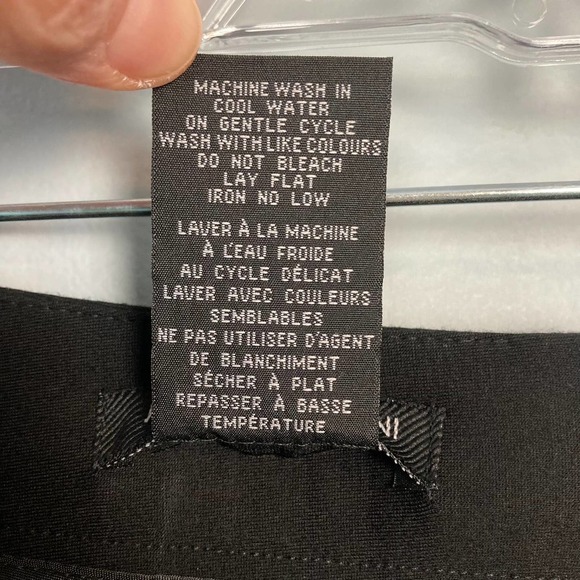 MACHINE WASH IN
COOL WATER
ON GENTLE CYCLE
WASH WITH LIKE COLOURS
DO NOT BLEACH
LAY FLAT
IRON NO LOW
LAVER À LA MACHINE
À L'EAU FROIDE
AU CYCLE DÉLICAT
LAVER AVEC COULEURS
SEMBLABLES
NE PAS UTILISER D'AGENT
DE BLANCHIMENT
SÉCHER À PLAT
REPASSER À BASSE
TEMPÉRATURE